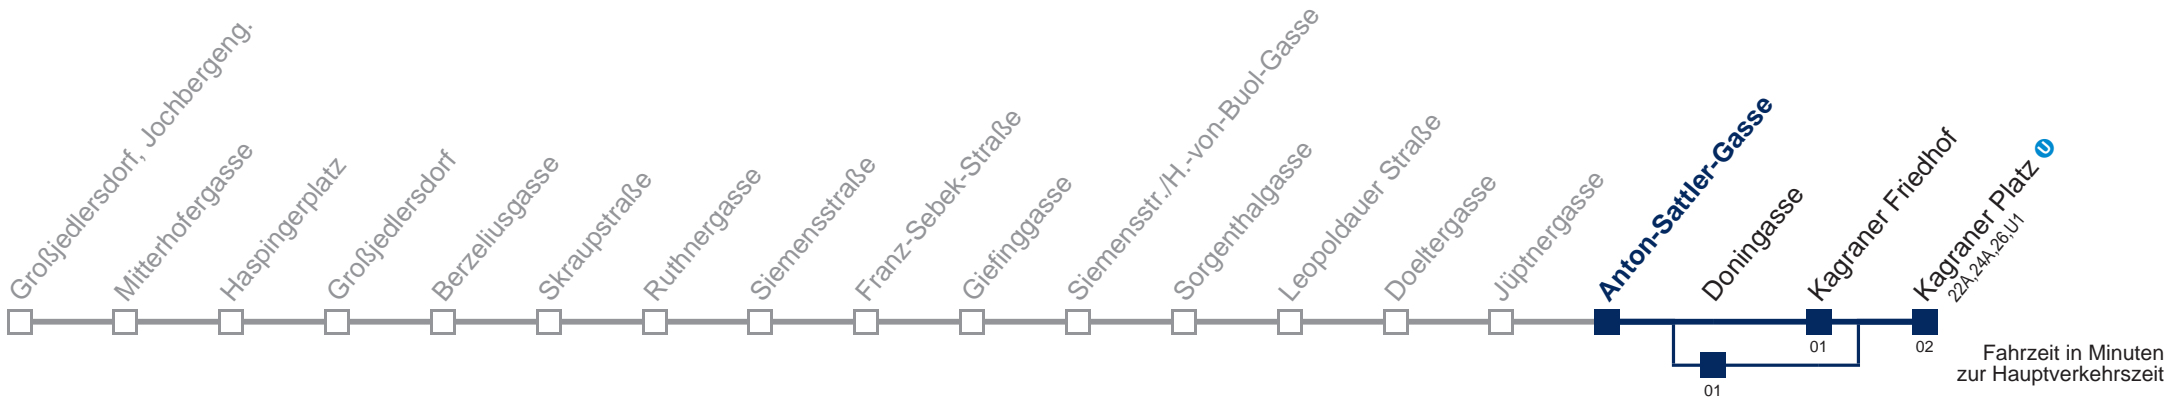 Großjedlersdorf, Jochbergeng.
Mitterhofergasse
Haspingerplatz
Großjedlersdorf
Berzeliusgasse
Skraupstraße
Ruthnergasse
Siemensstraße
Franz-Sebek-Straße
Giefinggasse
Siemensstr./H.-von-Buol-Gasse
Sorgenthalgasse
Leopoldauer Straße
Doeltergasse
Jüptnergasse
Anton-Sattler-Gasse
Doningasse
Kagraner Friedhof
Kagraner Platz U
22A,24A,26,U1
01
02
01
Fahrzeit in Minuten
zur Hauptverkehrszeit